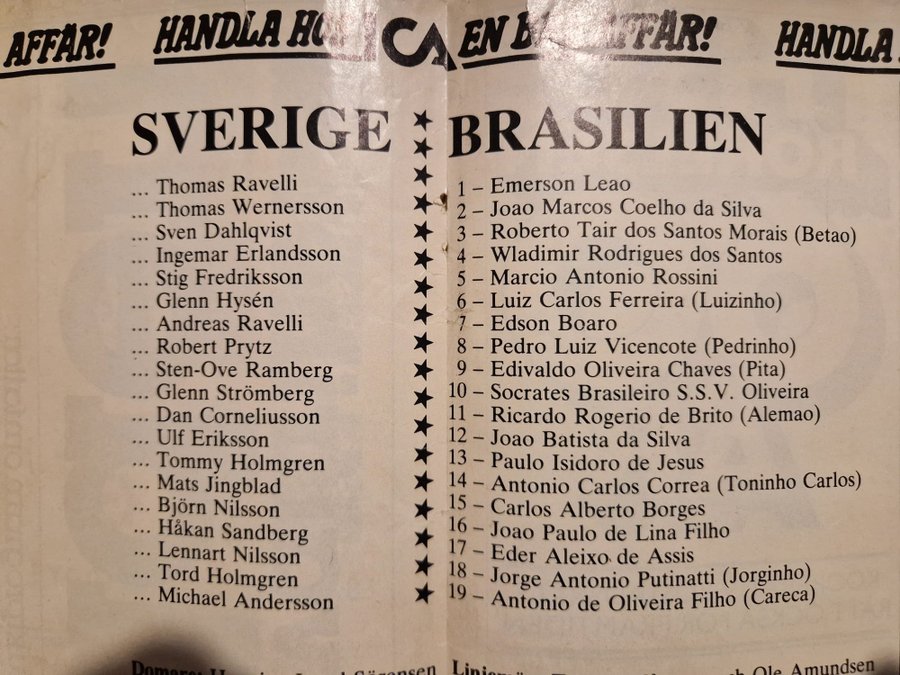 AFFÄR! HANDLA HOS ICA EN BRA AFFÄR! HANDLA
SVERIGE
... Thomas Ravelli
... Thomas Wernersson
... Sven Dahlqvist
... Ingemar Erlandsson
... Stig Fredriksson
... Glenn Hysén
... Andreas Ravelli
... Robert Prytz
... Sten-Ove Ramberg
... Glenn Strömberg
... Dan Corneliusson
... Ulf Eriksson
... Tommy Holmgren
... Mats Jingblad
... Björn Nilsson
... Håkan Sandberg
... Lennart Nilsson
... Tord Holmgren
... Michael Andersson
BRASILIEN
1 – Emerson Leao
2 – Joao Marcos Coelho da Silva
3 – Roberto Tair dos Santos Morais (Betao)
4 – Wladimir Rodrigues dos Santos
5 – Marcio Antonio Rossini
6 – Luiz Carlos Ferreira (Luizinho)
7 – Edson Boaro
8 – Pedro Luiz Vicencote (Pedrinho)
9 – Edivaldo Oliveira Chaves (Pita)
10 – Socrates Brasileiro S.S.V. Oliveira
11 – Ricardo Rogerio de Brito (Alemao)
12 – Joao Batista da Silva
13 – Paulo Isidoro de Jesus
14 – Antonio Carlos Correa (Toninho Carlos)
15 – Carlos Alberto Borges
16 – Joao Paulo de Lina Filho
17 – Eder Aleixo de Assis
18 – Jorge Antonio Putinatti (Jorginho)
19 – Antonio de Oliveira Filho (Careca)
Ole Amundsen